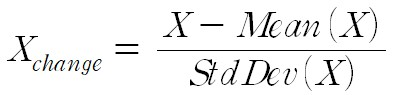 X_change = (X − Mean(X)) / StdDev(X)